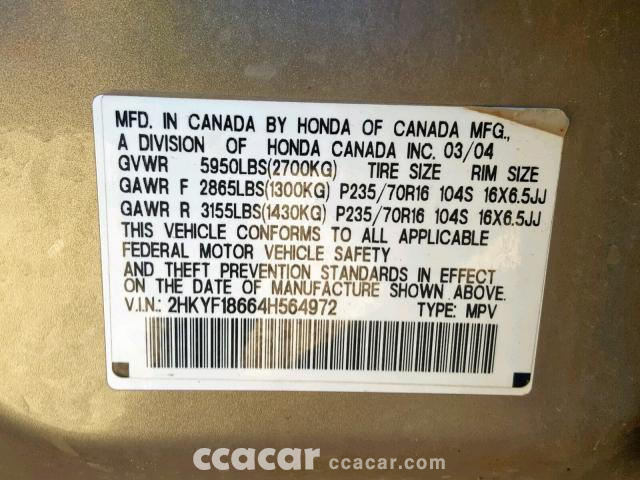 MFD. IN CANADA BY HONDA OF CANADA MFG.,
A DIVISION OF HONDA CANADA INC. 03/04
GVWR 5950LBS(2700KG) TIRE SIZE RIM SIZE
GAWR F 2865LBS(1300KG) P235/70R16 104S 16X6.5JJ
GAWR R 3155LBS(1430KG) P235/70R16 104S 16X6.5JJ
THIS VEHICLE CONFORMS TO ALL APPLICABLE
FEDERAL MOTOR VEHICLE SAFETY
AND THEFT PREVENTION STANDARDS IN EFFECT
ON THE DATE OF MANUFACTURE SHOWN ABOVE.
V.I.N.: 2HKYF18664H564972 TYPE: MPV
ccacar ccacar.com